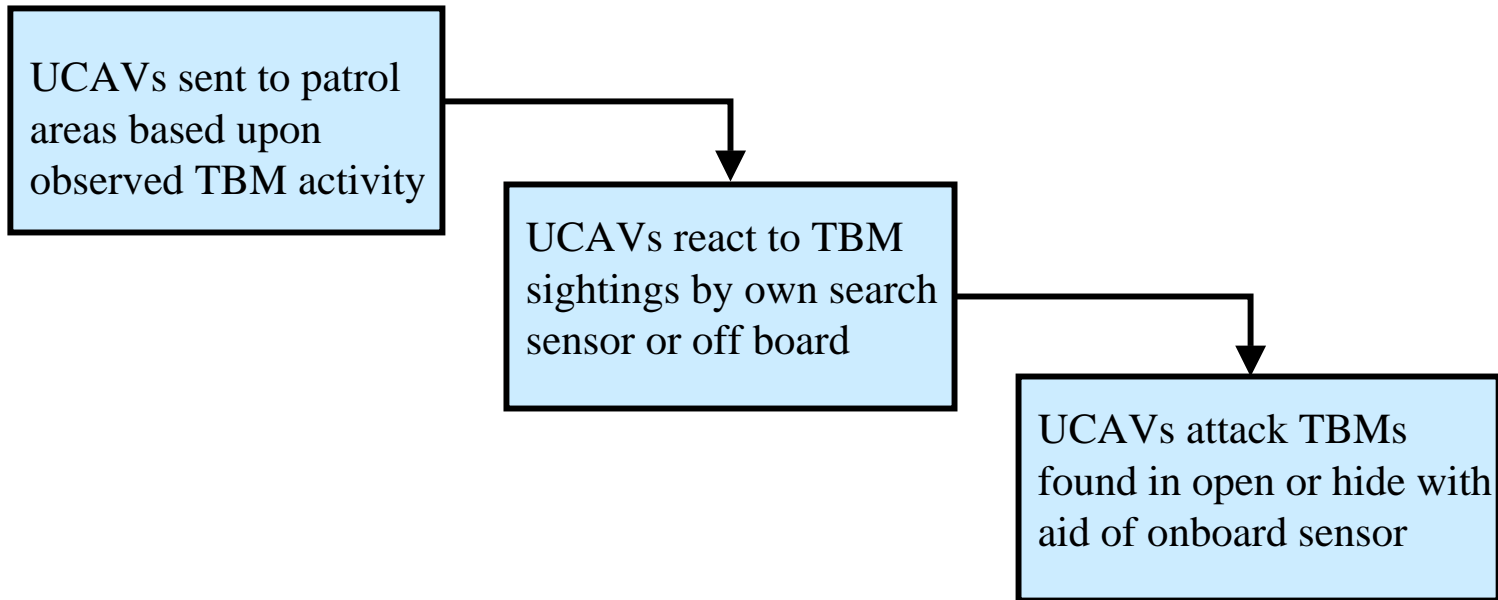 UCAVs sent to patrol
areas based upon
observed TBM activity
UCAVs react to TBM
sightings by own search
sensor or off board
UCAVs attack TBMs
found in open or hide with
aid of onboard sensor